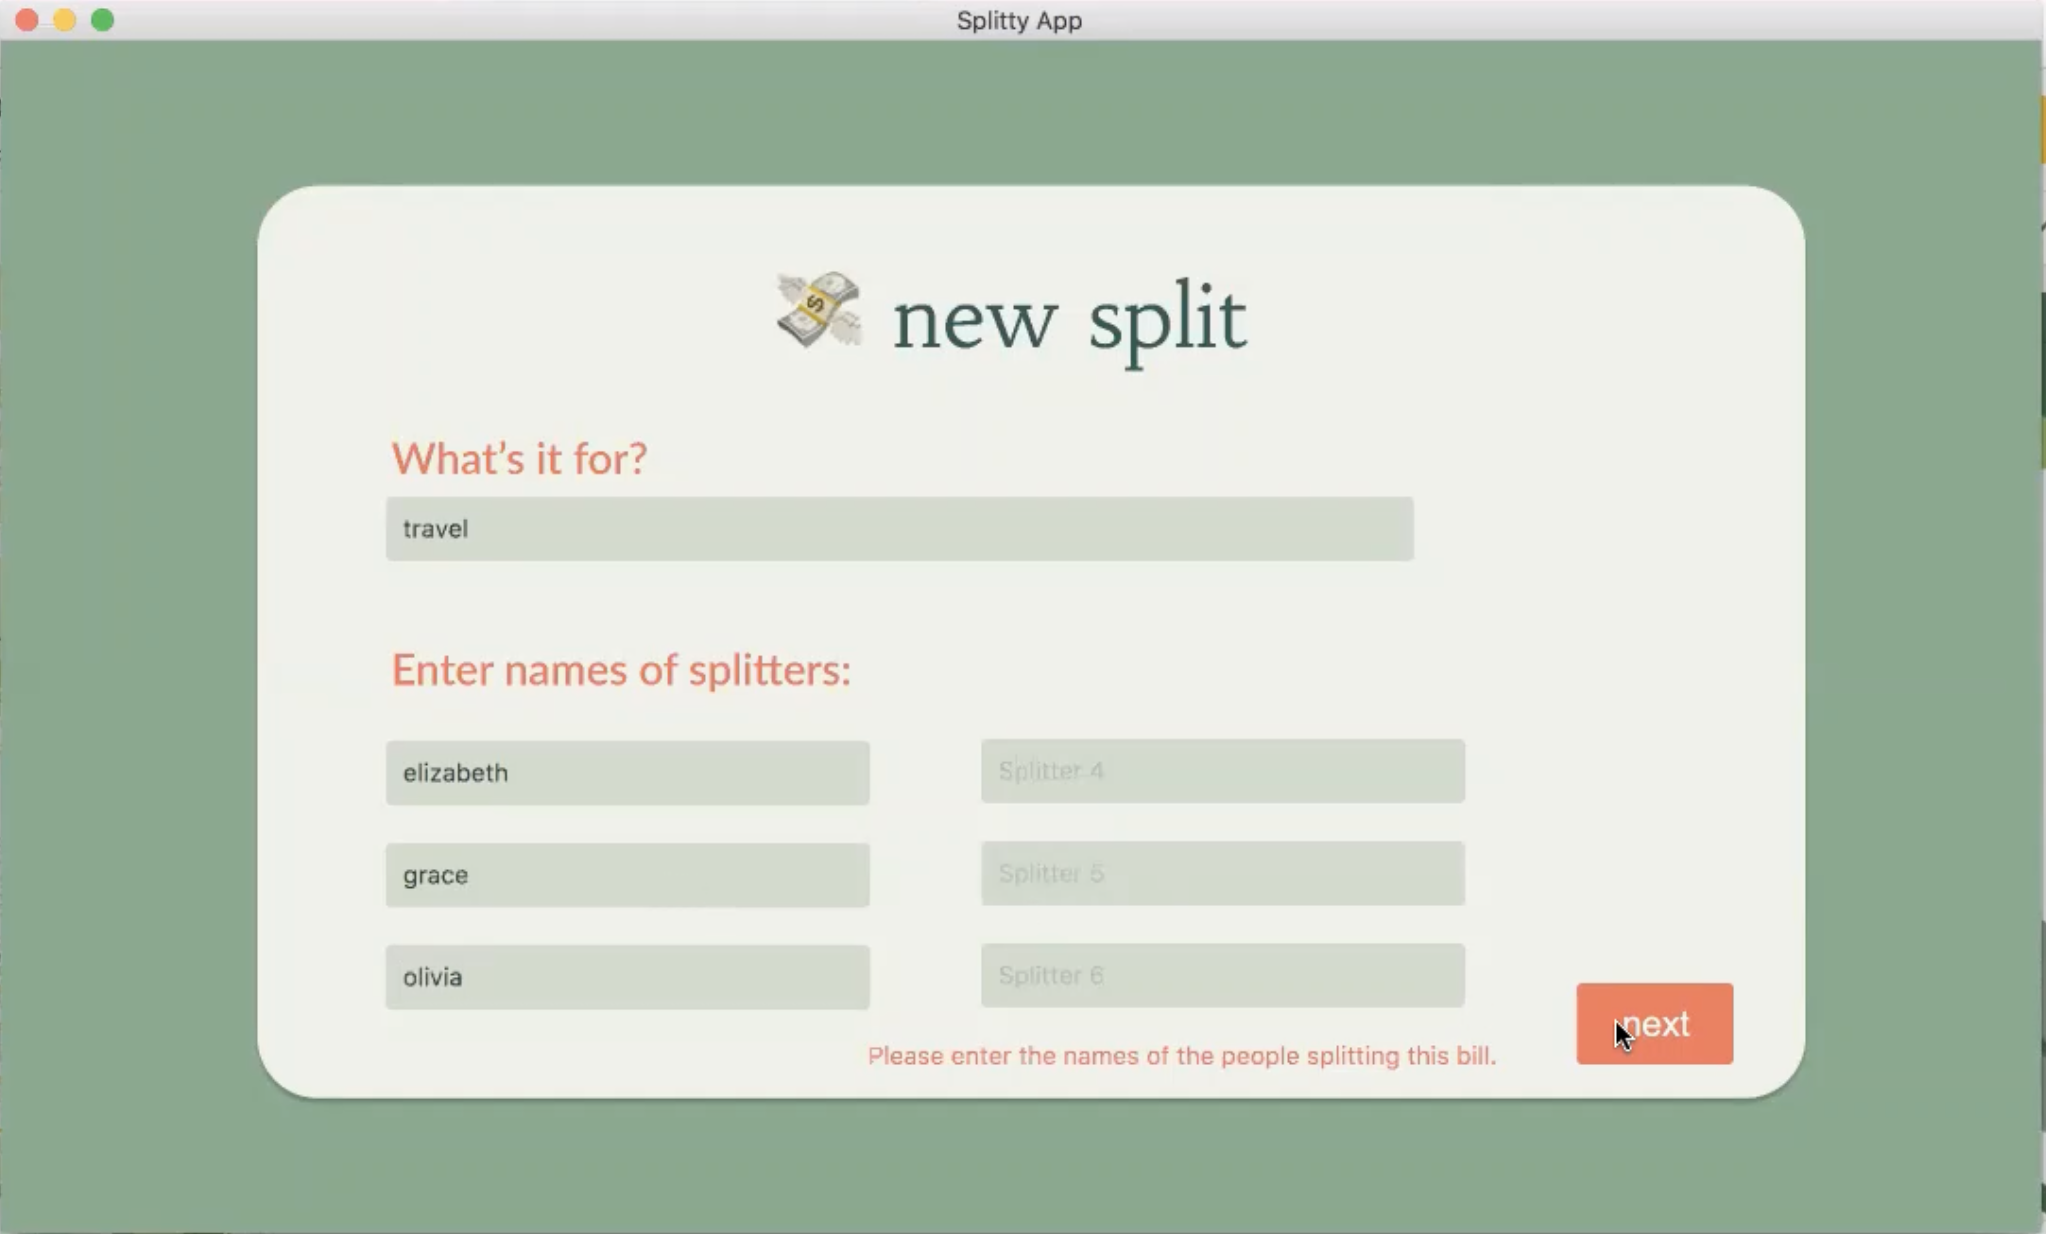 Splitty App
new split
What's it for?
travel
Enter names of splitters:
elizabeth
Splitter 4
grace
Splitter 5
olivia
Splitter 6
next
Please enter the names of the people splitting this bill.